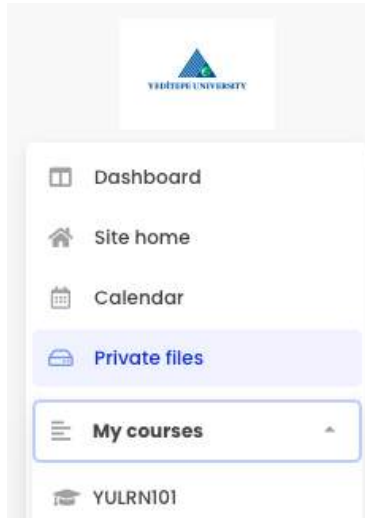 YEDİTEPE UNIVERSITY
Dashboard
Site home
Calendar
Private files
My courses
YULRN101